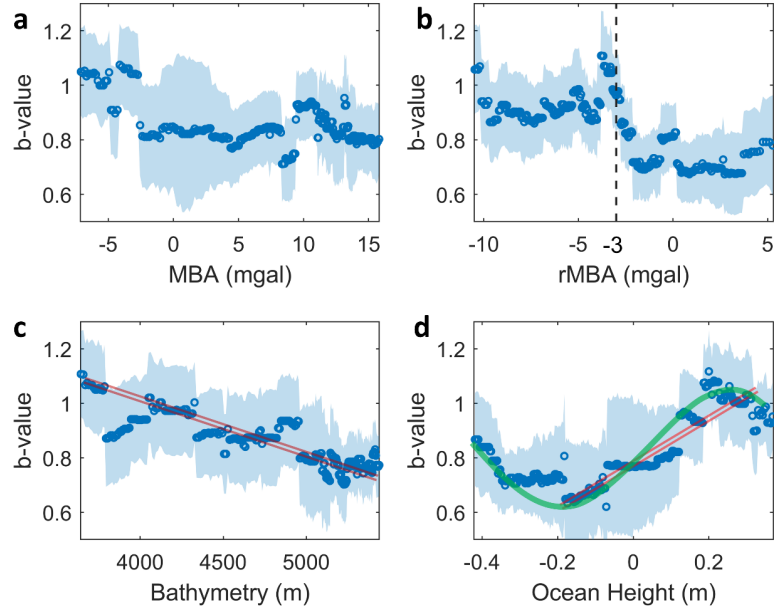 a
b-value
1.2
1
0.8
0.6
-5
0
5
10
15
MBA (mgal)
b
b-value
1.2
1
0.8
0.6
-10
-5
-3
0
5
rMBA (mgal)
c
b-value
1.2
1
0.8
0.6
4000
4500
5000
Bathymetry (m)
d
b-value
1.2
1
0.8
0.6
-0.4
-0.2
0
0.2
Ocean Height (m)